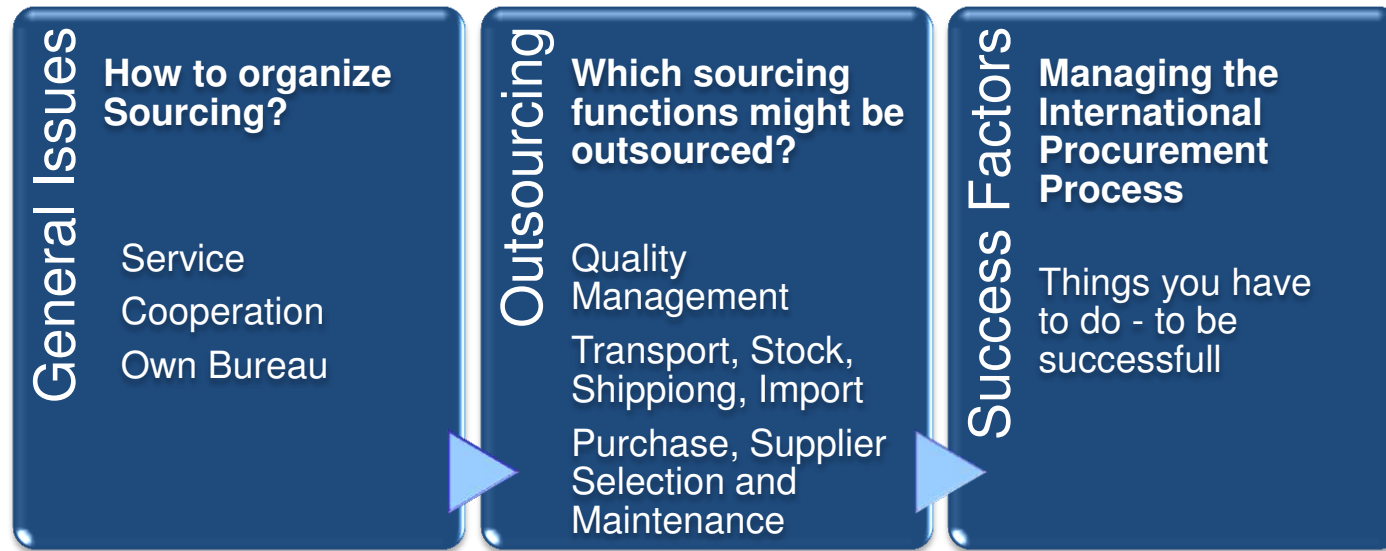 General Issues
How to organize
Sourcing?
Service
Cooperation
Own Bureau
Outsourcing
Which sourcing
functions might be
outsourced?
Quality
Management
Transport, Stock,
Shippiong, Import
Purchase, Supplier
Selection and
Maintenance
Success Factors
Managing the
International
Procurement
Process
Things you have
to do - to be
successfull